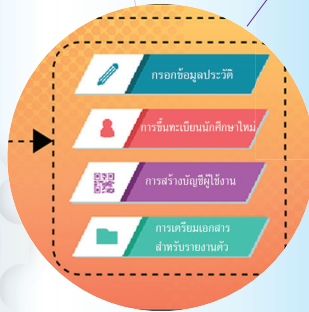 กรอกข้อมูลประวัติ
การขึ้นทะเบียนนักศึกษาใหม่
การสร้างบัญชีผู้ใช้งาน
การเตรียมเอกสาร
สำหรับรายงานตัว